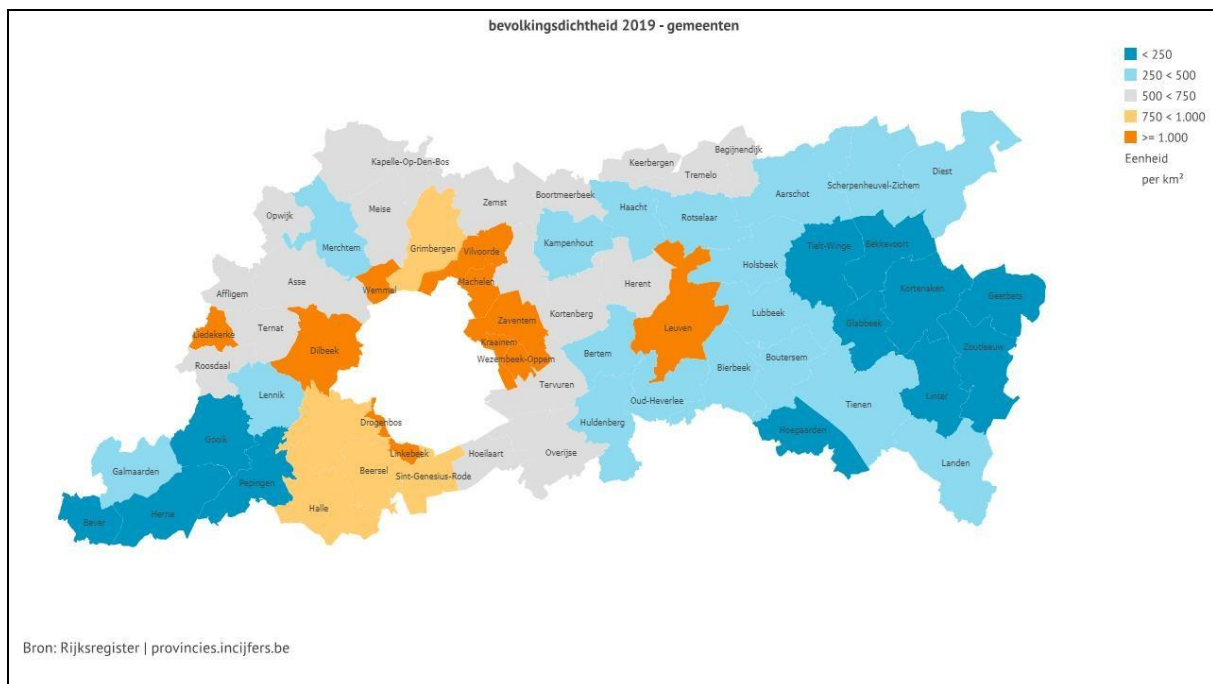 bevolkingsdichtheid 2019 - gemeenten
< 250
250 < 500
500 < 750
750 < 1.000
>= 1.000
Eenheid
per km²
Kapelle-Op-Den-Bos
Keerbergen
Begijnendijk
Tremelo
Diest
Scherpenheuvel-Zichem
Aarschot
Boortmeerbeek
Zemst
Meise
Opwijk
Haacht
Rotselaar
Merchtem
Grimbergen
Vilvoorde
Kampenhout
Tielt-Winge
Bekkevoort
Holsbeek
Asse
Wemmel
Machelen
Herent
Kortenaken
Geetbets
Affligem
Ternat
Liedekerke
Dilbeek
Zaventem
Kortenberg
Leuven
Lubbeek
Glabbeek
Zoutleeuw
Kraainem
Wezembeek-Oppem
Bertem
Boutersem
Bierbeek
Roosdaal
Tervuren
Lennik
Oud-Heverlee
Linter
Tienen
Drogenbos
Huldenberg
Hoegaarden
Gooik
Linkebeek
Hoeilaart
Overijse
Galmaarden
Beersel
Sint-Genesius-Rode
Landen
Pepingen
Halle
Herne
Bever
Bron: Rijksregister | provincies.incijfers.be